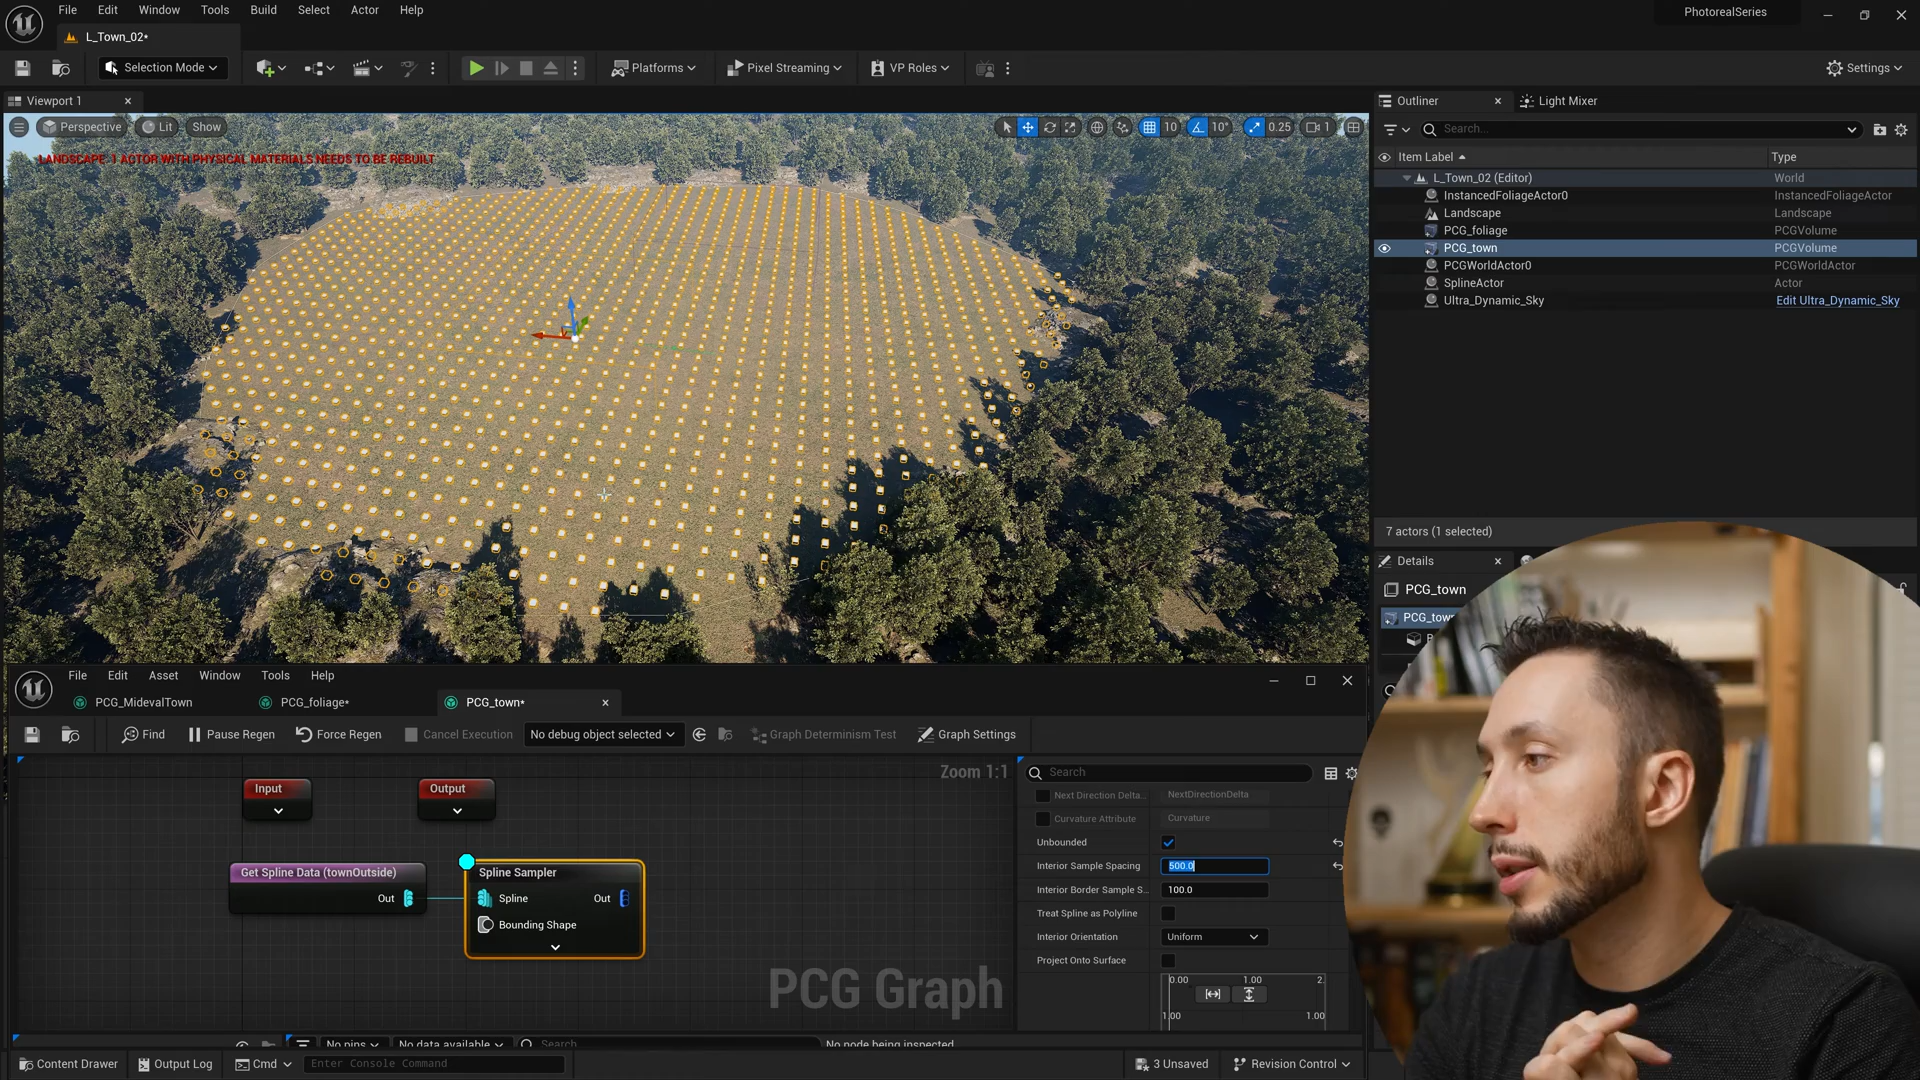 File Edit Window Tools Build Select Actor Help
PhotorealSeries
L_Town_02*
Selection Mode
Platforms
Pixel Streaming
VP Roles
Settings
Viewport 1
Outliner
Light Mixer
Perspective
Lit
Show
10
10°
0.25
1
Search...
LANDSCAPE: 1 ACTOR WITH PHYSICAL MATERIALS NEEDS TO BE REBUILT
Item Label
Type
L_Town_02 (Editor)
World
InstancedFoliageActor0
InstancedFoliageActor
Landscape
Landscape
PCG_foliage
PCGVolume
PCG_town
PCGVolume
PCGWorldActor0
PCGWorldActor
SplineActor
Actor
Ultra_Dynamic_Sky
Edit Ultra_Dynamic_Sky
7 actors (1 selected)
Details
PCG_town
File Edit Asset Window Tools Help
PCG_MidevalTown
PCG_foliage*
PCG_town*
Find
Pause Regen
Force Regen
Cancel Execution
No debug object selected
Graph Determinism Test
Graph Settings
Zoom 1:1
Search
Input
Output
Next Direction Delta...
NextDirectionDelta
Curvature Attribute
Curvature
Unbounded
Interior Sample Spacing
500.0
Interior Border Sample S...
100.0
Treat Spline as Polyline
Interior Orientation
Uniform
Project Onto Surface
0.00
1.00
2.
1.00
1.00
Get Spline Data (townOutside)
Out
Spline Sampler
Spline
Out
Bounding Shape
PCG Graph
No pins
No data available
Search
No node being inspected
Content Drawer
Output Log
Cmd
Enter Console Command
3 Unsaved
Revision Control